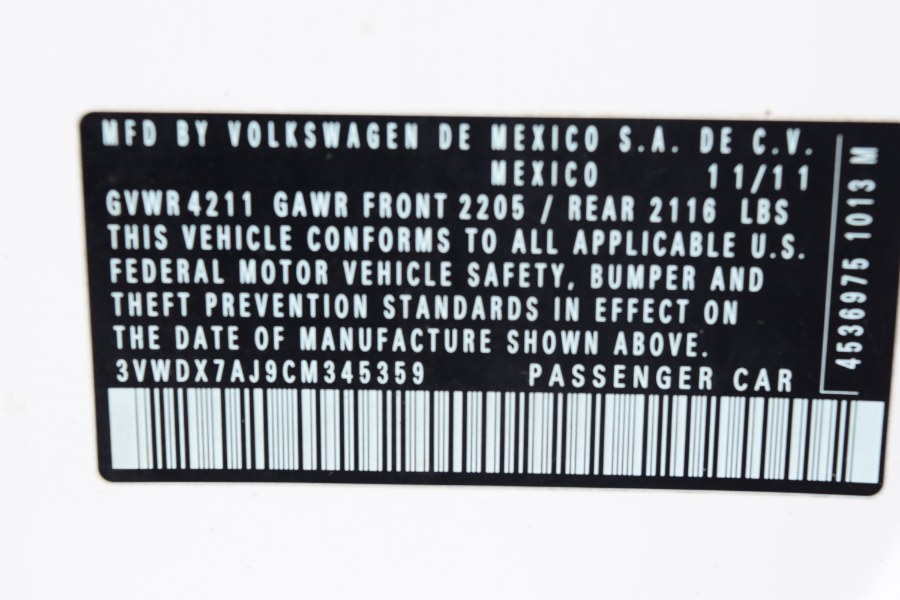 MFD BY VOLKSWAGEN DE MEXICO S.A. DE C.V.
MEXICO 11/11
GVWR 4211 GAWR FRONT 2205 / REAR 2116 LBS
THIS VEHICLE CONFORMS TO ALL APPLICABLE U.S.
FEDERAL MOTOR VEHICLE SAFETY, BUMPER AND
THEFT PREVENTION STANDARDS IN EFFECT ON
THE DATE OF MANUFACTURE SHOWN ABOVE.
3VWDX7AJ9CM345359 PASSENGER CAR
4536975 1013 M